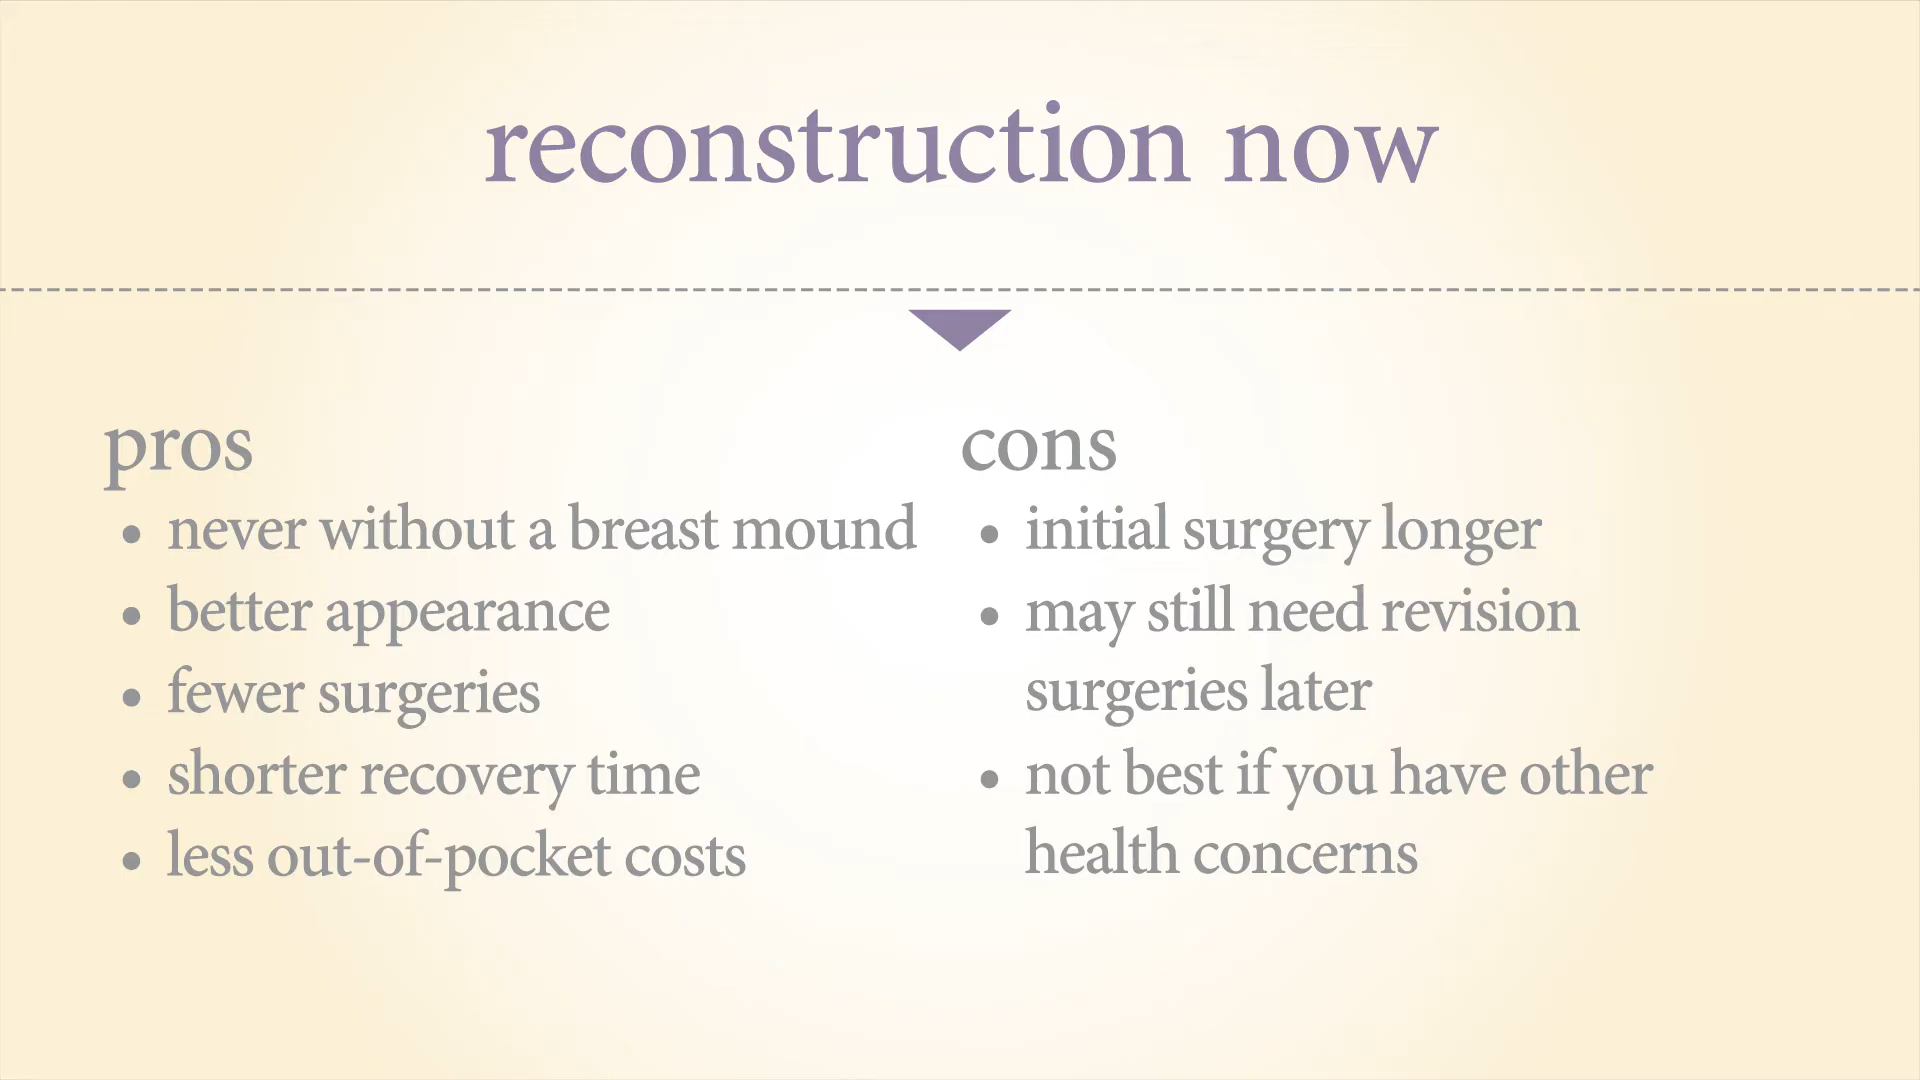 reconstruction now
pros
• never without a breast mound
• better appearance
• fewer surgeries
• shorter recovery time
• less out-of-pocket costs
cons
• initial surgery longer
• may still need revision
surgeries later
• not best if you have other
health concerns